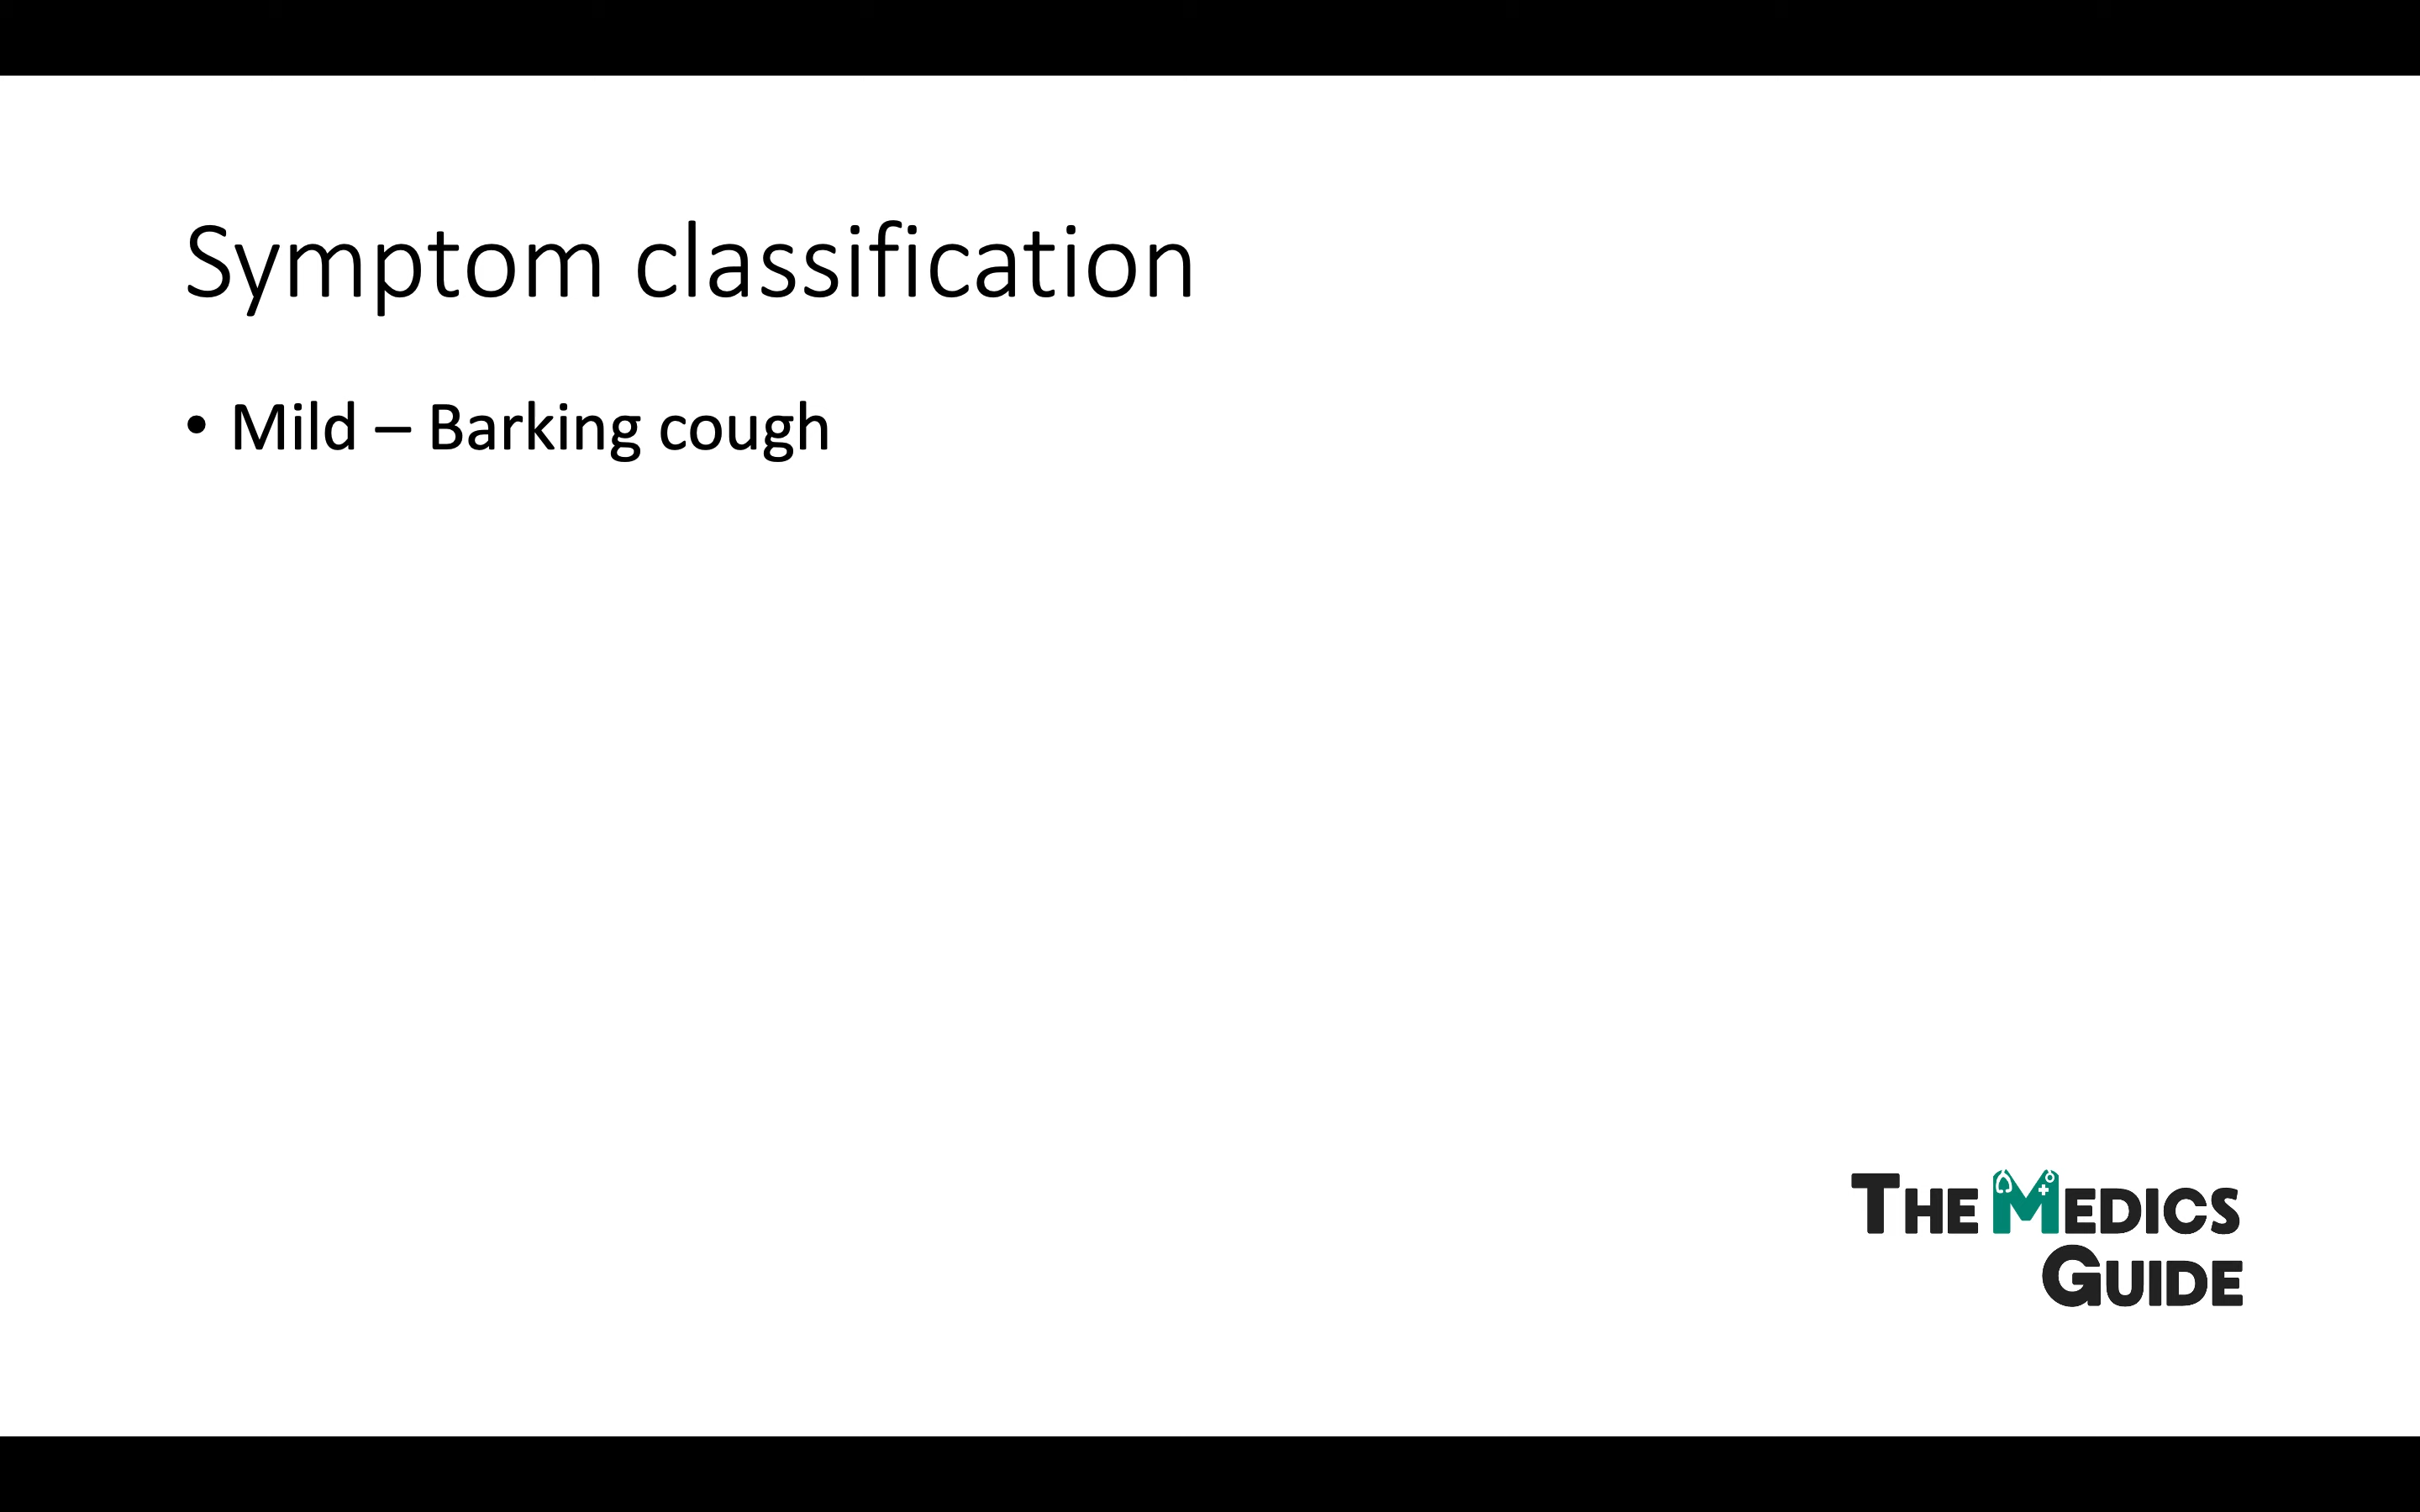 Symptom classification
• Mild – Barking cough
THE MEDICS
GUIDE